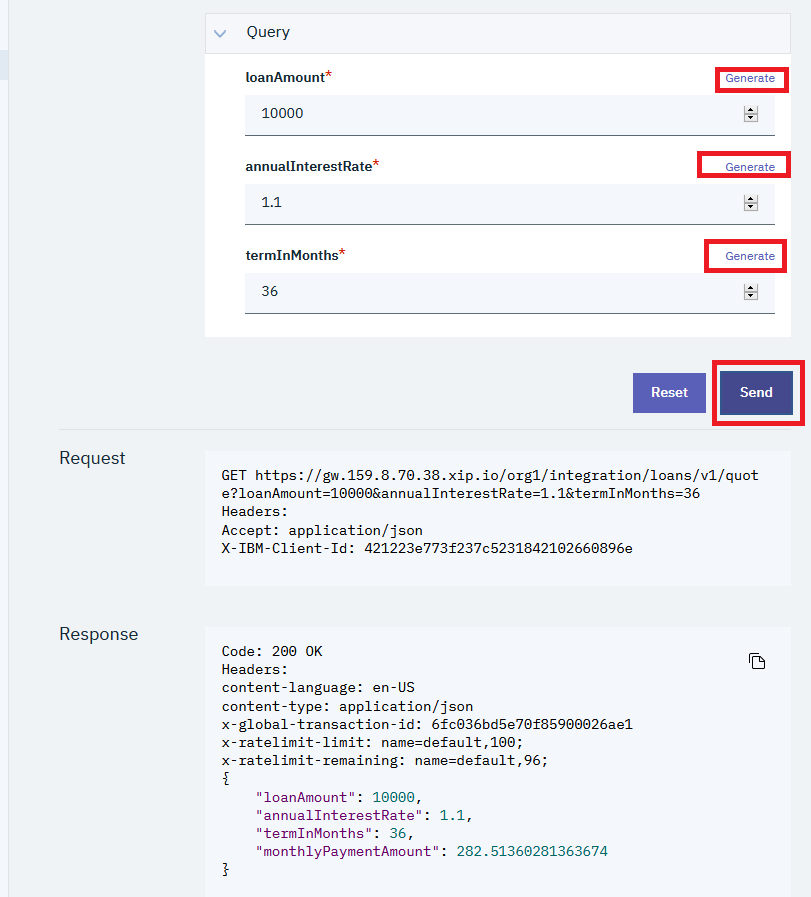 Query
loanAmount* Generate
10000
annualInterestRate* Generate
1.1
termInMonths* Generate
36
Reset Send
Request
GET https://gw.159.8.70.38.xip.io/org1/integration/loans/v1/quot
e?loanAmount=10000&annualInterestRate=1.1&termInMonths=36
Headers:
Accept: application/json
X-IBM-Client-Id: 421223e773f237c5231842102660896e
Response
Code: 200 OK
Headers:
content-language: en-US
content-type: application/json
x-global-transaction-id: 6fc036bd5e70f85900026ae1
x-ratelimit-limit: name=default,100;
x-ratelimit-remaining: name=default,96;
{
    "loanAmount": 10000,
    "annualInterestRate": 1.1,
    "termInMonths": 36,
    "monthlyPaymentAmount": 282.51360281363674
}